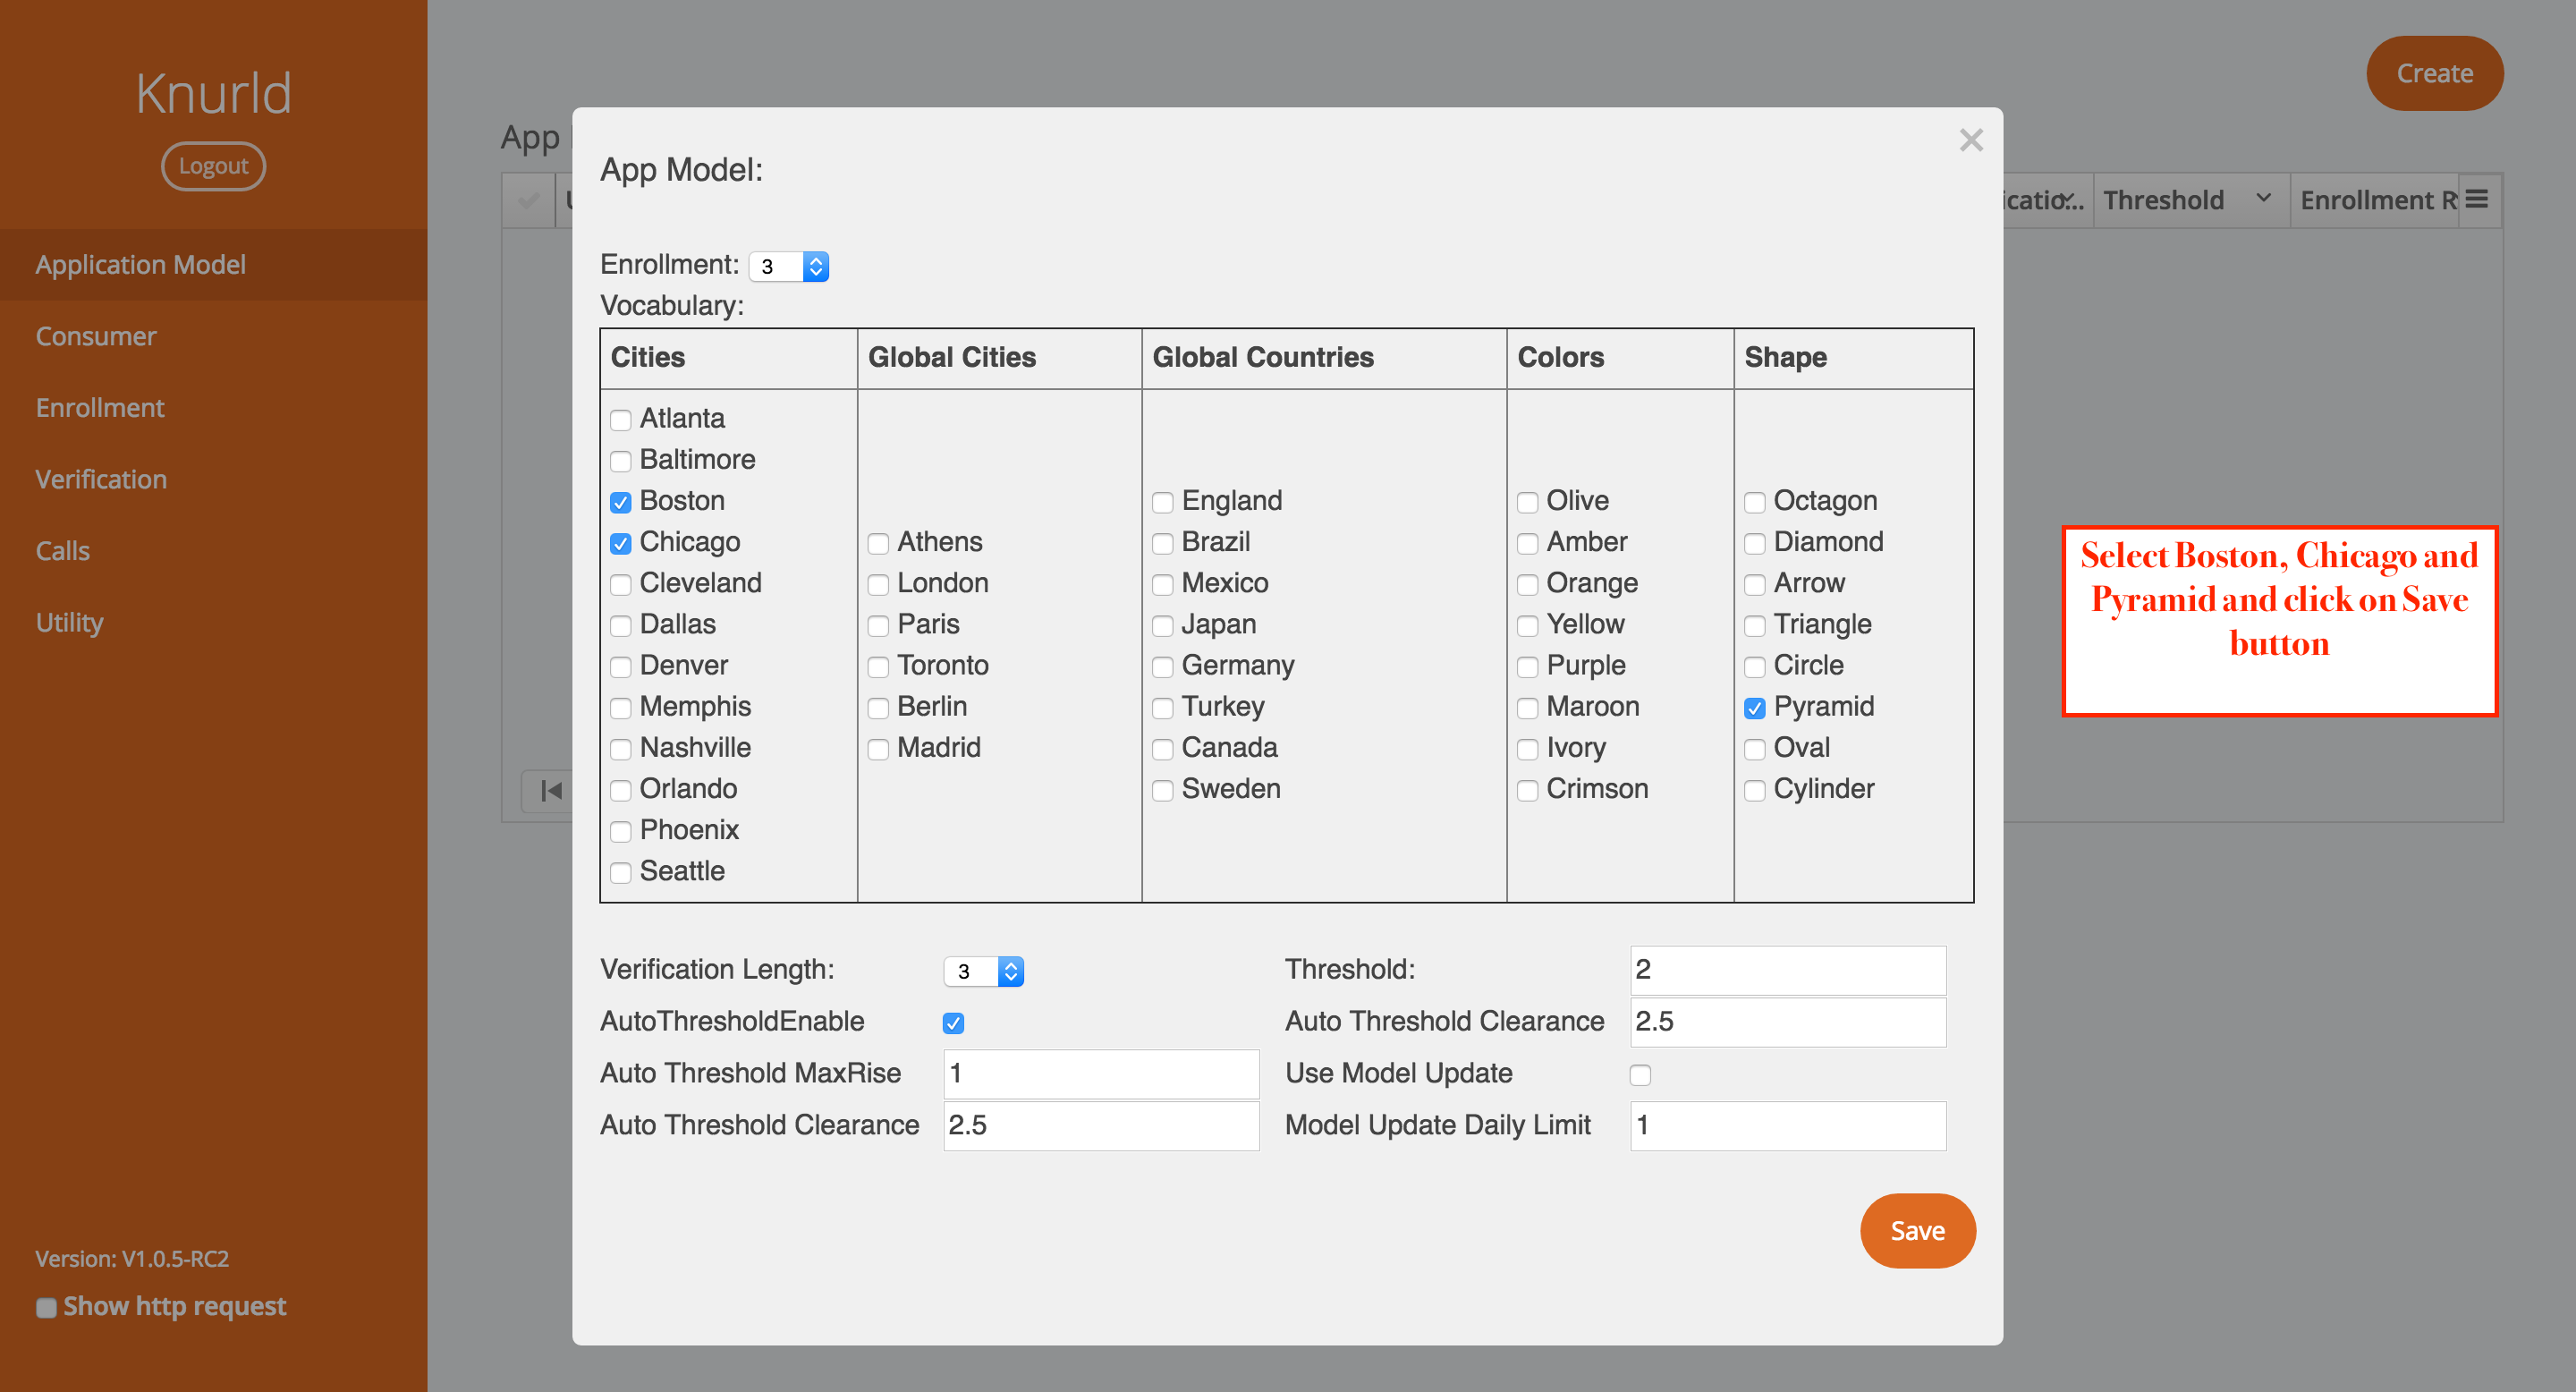 Knurld
Logout
Application Model
Consumer
Enrollment
Verification
Calls
Utility
Version: V1.0.5-RC2
Show http request
Create
App
Threshold
Enrollment R
App Model:
Enrollment: 3
Vocabulary:
Cities Global Cities Global Countries Colors Shape
Atlanta
Baltimore
Boston
Chicago
Cleveland
Dallas
Denver
Memphis
Nashville
Orlando
Phoenix
Seattle
Athens
London
Paris
Toronto
Berlin
Madrid
England
Brazil
Mexico
Japan
Germany
Turkey
Canada
Sweden
Olive
Amber
Orange
Yellow
Purple
Maroon
Ivory
Crimson
Octagon
Diamond
Arrow
Triangle
Circle
Pyramid
Oval
Cylinder
Verification Length: 3 Threshold: 2
AutoThresholdEnable Auto Threshold Clearance 2.5
Auto Threshold MaxRise 1 Use Model Update
Auto Threshold Clearance 2.5 Model Update Daily Limit 1
Save
Select Boston, Chicago and
Pyramid and click on Save
button